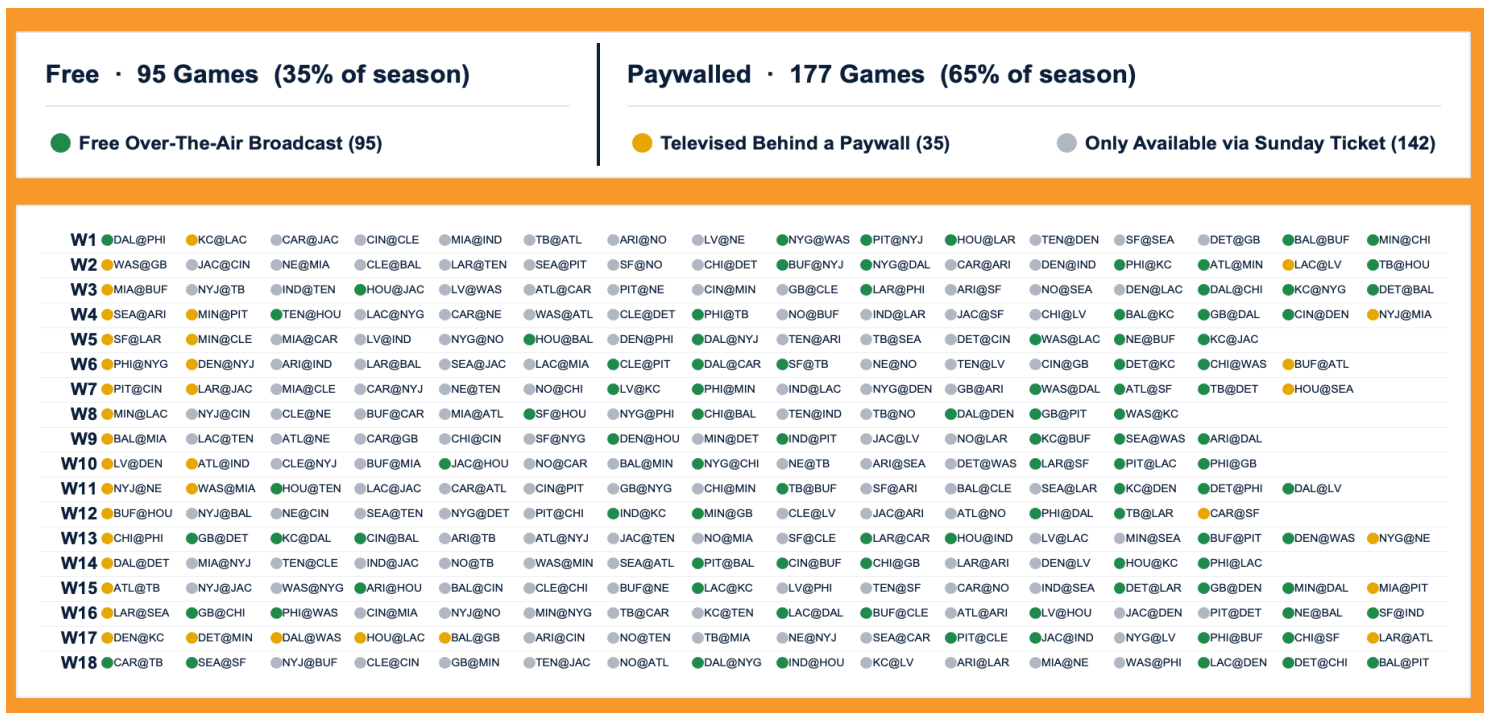 Free · 95 Games (35% of season)
Paywalled · 177 Games (65% of season)
Free Over-The-Air Broadcast (95)
Televised Behind a Paywall (35)
Only Available via Sunday Ticket (142)
W1 DAL@PHI KC@LAC CAR@JAC CIN@CLE MIA@IND TB@ATL ARI@NO LV@NE NYG@WAS PIT@NYJ HOU@LAR TEN@DEN SF@SEA DET@GB BAL@BUF MIN@CHI
W2 WAS@GB JAC@CIN NE@MIA CLE@BAL LAR@TEN SEA@PIT SF@NO CHI@DET BUF@NYJ NYG@DAL CAR@ARI DEN@IND PHI@KC ATL@MIN LAC@LV TB@HOU
W3 MIA@BUF NYJ@TB IND@TEN HOU@JAC LV@WAS ATL@CAR PIT@NE CIN@MIN GB@CLE LAR@PHI ARI@SF NO@SEA DEN@LAC DAL@CHI KC@NYG DET@BAL
W4 SEA@ARI MIN@PIT TEN@HOU LAC@NYG CAR@NE WAS@ATL CLE@DET PHI@TB NO@BUF IND@LAR JAC@SF CHI@LV BAL@KC GB@DAL CIN@DEN NYJ@MIA
W5 SF@LAR MIN@CLE MIA@CAR LV@IND NYG@NO HOU@BAL DEN@PHI DAL@NYJ TEN@ARI TB@SEA DET@CIN WAS@LAC NE@BUF KC@JAC
W6 PHI@NYG DEN@NYJ ARI@IND LAR@BAL SEA@JAC LAC@MIA CLE@PIT DAL@CAR SF@TB NE@NO TEN@LV CIN@GB DET@KC CHI@WAS BUF@ATL
W7 PIT@CIN LAR@JAC MIA@CLE CAR@NYJ NE@TEN NO@CHI LV@KC PHI@MIN IND@LAC NYG@DEN GB@ARI WAS@DAL ATL@SF TB@DET HOU@SEA
W8 MIN@LAC NYJ@CIN CLE@NE BUF@CAR MIA@ATL SF@HOU NYG@PHI CHI@BAL TEN@IND TB@NO DAL@DEN GB@PIT WAS@KC
W9 BAL@MIA LAC@TEN ATL@NE CAR@GB CHI@CIN SF@NYG DEN@HOU MIN@DET IND@PIT JAC@LV NO@LAR KC@BUF SEA@WAS ARI@DAL
W10 LV@DEN ATL@IND CLE@NYJ BUF@MIA JAC@HOU NO@CAR BAL@MIN NYG@CHI NE@TB ARI@SEA DET@WAS LAR@SF PIT@LAC PHI@GB
W11 NYJ@NE WAS@MIA HOU@TEN LAC@JAC CAR@ATL CIN@PIT GB@NYG CHI@MIN TB@BUF SF@ARI BAL@CLE SEA@LAR KC@DEN DET@PHI DAL@LV
W12 BUF@HOU NYJ@BAL NE@CIN SEA@TEN NYG@DET PIT@CHI IND@KC MIN@GB CLE@LV JAC@ARI ATL@NO PHI@DAL TB@LAR CAR@SF
W13 CHI@PHI GB@DET KC@DAL CIN@BAL ARI@TB ATL@NYJ JAC@TEN NO@MIA SF@CLE LAR@CAR HOU@IND LV@LAC MIN@SEA BUF@PIT DEN@WAS NYG@NE
W14 DAL@DET MIA@NYJ TEN@CLE IND@JAC NO@TB WAS@MIN SEA@ATL PIT@BAL CIN@BUF CHI@GB LAR@ARI DEN@LV HOU@KC PHI@LAC
W15 ATL@TB NYJ@JAC WAS@NYG ARI@HOU BAL@CIN CLE@CHI BUF@NE LAC@KC LV@PHI TEN@SF CAR@NO IND@SEA DET@LAR GB@DEN MIN@DAL MIA@PIT
W16 LAR@SEA GB@CHI PHI@WAS CIN@MIA NYJ@NO MIN@NYG TB@CAR KC@TEN LAC@DAL BUF@CLE ATL@ARI LV@HOU JAC@DEN PIT@DET NE@BAL SF@IND
W17 DEN@KC DET@MIN DAL@WAS HOU@LAC BAL@GB ARI@CIN NO@TEN TB@MIA NE@NYJ SEA@CAR PIT@CLE JAC@IND NYG@LV PHI@BUF CHI@SF LAR@ATL
W18 CAR@TB SEA@SF NYJ@BUF CLE@CIN GB@MIN TEN@JAC NO@ATL DAL@NYG IND@HOU KC@LV ARI@LAR MIA@NE WAS@PHI LAC@DEN DET@CHI BAL@PIT